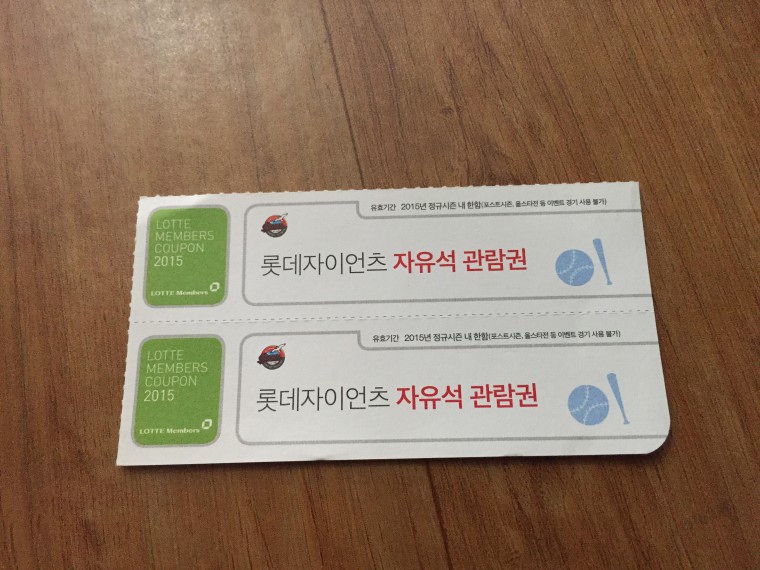 유효기간 2015년 정규시즌 내 한함(포스트시즌, 올스타전 등 이벤트 경기 사용 불가)
LOTTE
MEMBERS
COUPON
2015
LOTTE Members
롯데자이언츠 자유석 관람권
유효기간 2015년 정규시즌 내 한함(포스트시즌, 올스타전 등 이벤트 경기 사용 불가)
LOTTE
MEMBERS
COUPON
2015
LOTTE Members
롯데자이언츠 자유석 관람권